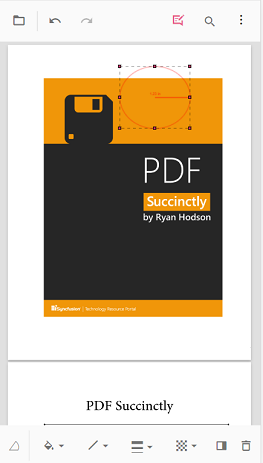 PDF
Succinctly
by Ryan Hodson
Syncfusion | Technology Resource Portal
PDF Succinctly